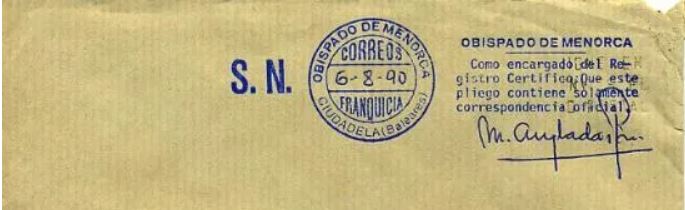 S. N.
OBISPADO DE MENORCA
CORREOS
6-8-90
FRANQUICIA
CIUDADELA (Baleares)
OBISPADO DE MENORCA
Como encargado del Re-
gistro Certifico:Que este
pliego contiene solamente
correspondencia oficial.
M. Anglada